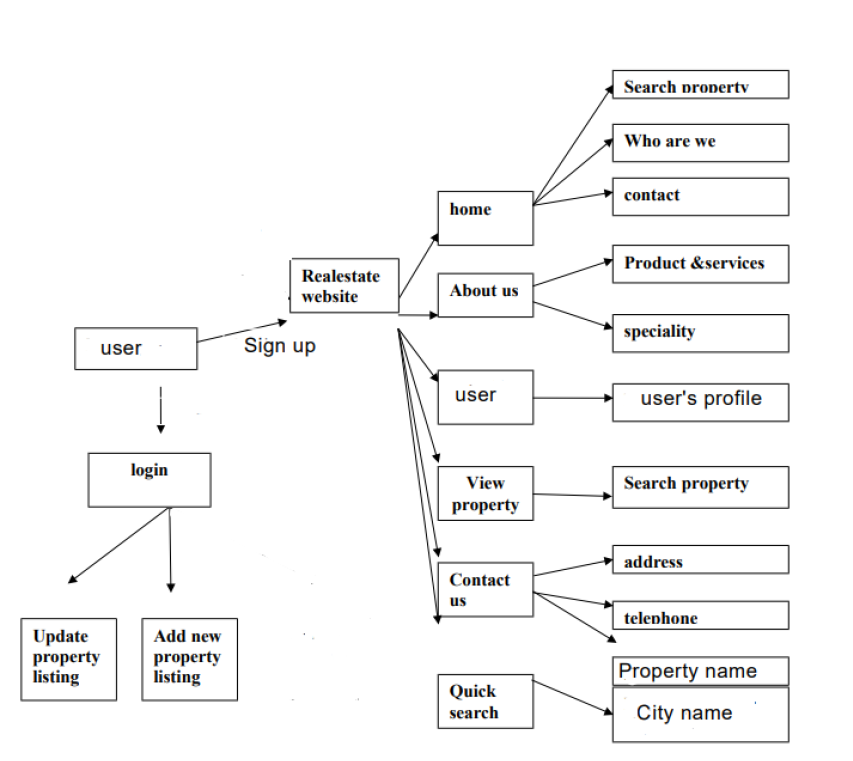 Search property
Who are we
contact
home
Realestate
website
Product &services
About us
speciality
user
Sign up
user
user's profile
login
View
property
Search property
Contact
us
address
telephone
Update
property
listing
Add new
property
listing
Property name
Quick
search
City name